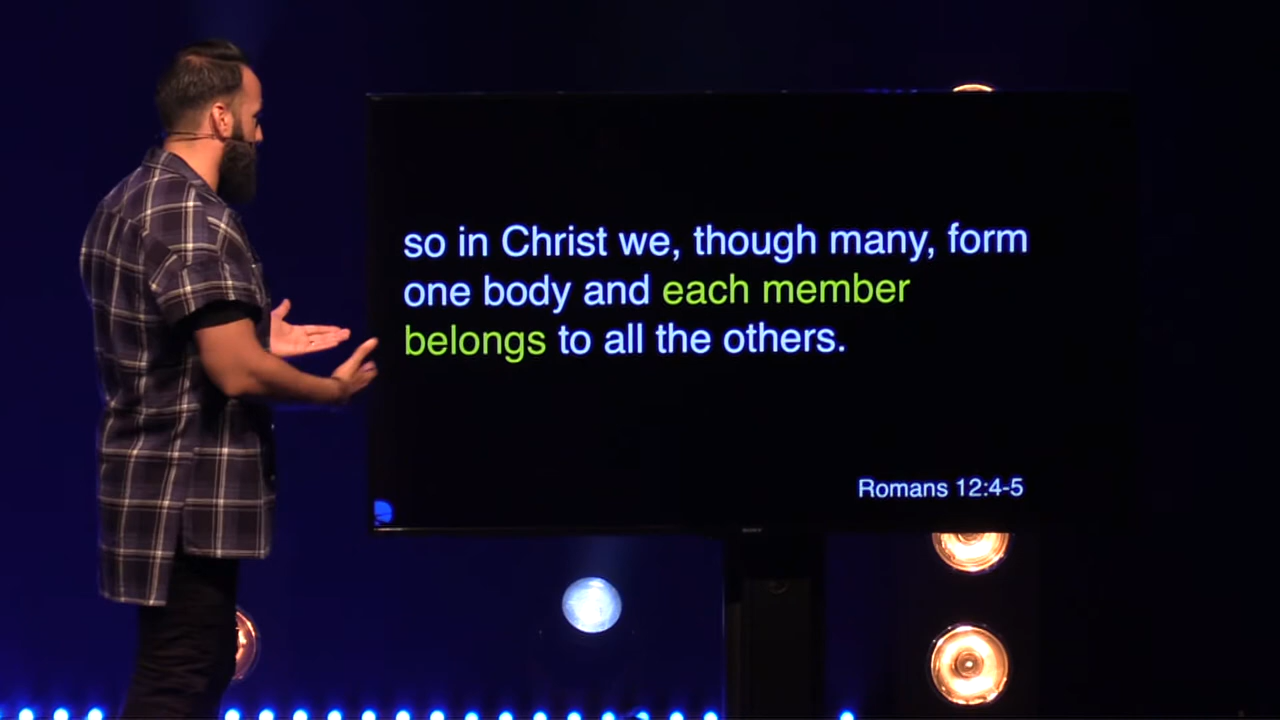 so in Christ we, though many, form
one body and each member
belongs to all the others.
Romans 12:4-5